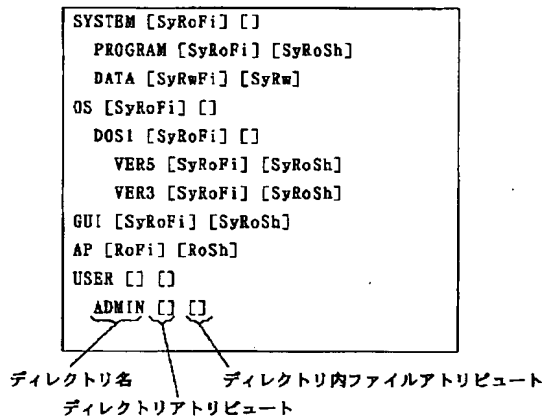 SYSTEM [SyRoFi] []
PROGRAM [SyRoFi] [SyRoSh]
DATA [SyRwFi] [SyRw]
OS [SyRoFi] []
DOS1 [SyRoFi] []
VER5 [SyRoFi] [SyRoSh]
VER3 [SyRoFi] [SyRoSh]
GUI [SyRoFi] [SyRoSh]
AP [RoFi] [RoSh]
USER [] []
ADMIN [] []
ディレクトリ名 ディレクトリ内ファイルアトリビュート
ディレクトリアトリビュート